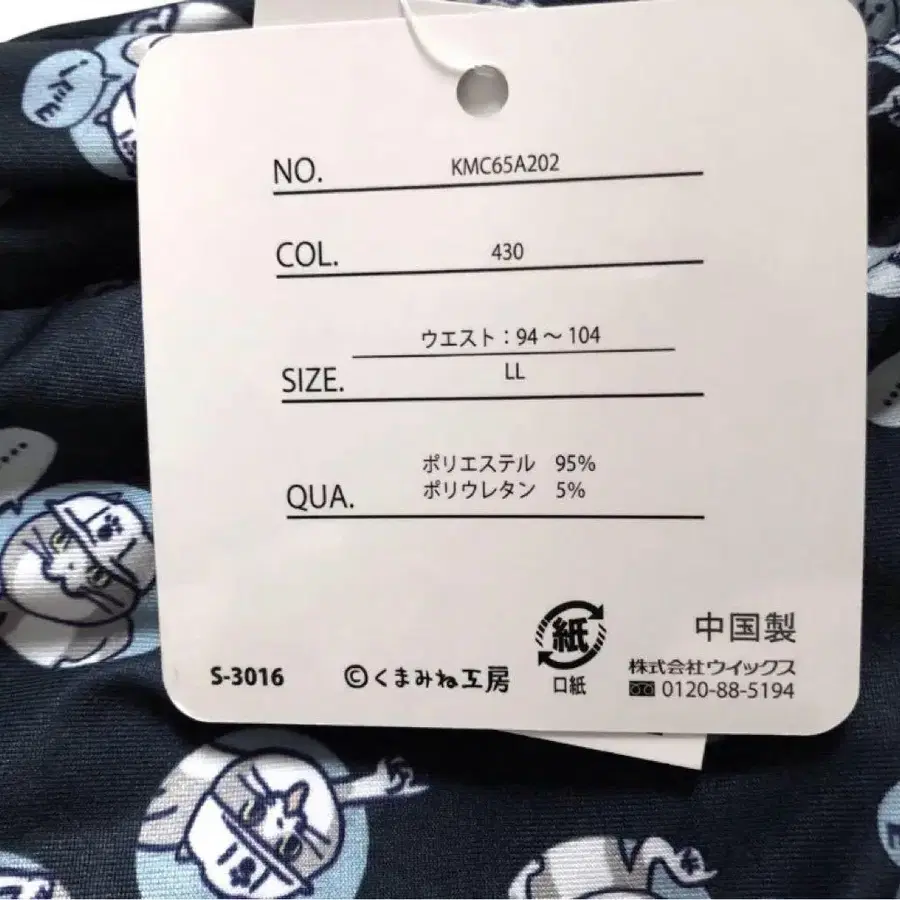 NO. KMC65A202
COL. 430
ウエスト：94～104
SIZE. LL
ポリエステル 95%
QUA. ポリウレタン 5%
紙
口紙
中国製
株式会社ウイックス
0120-88-5194
S-3016
©くまみね工房